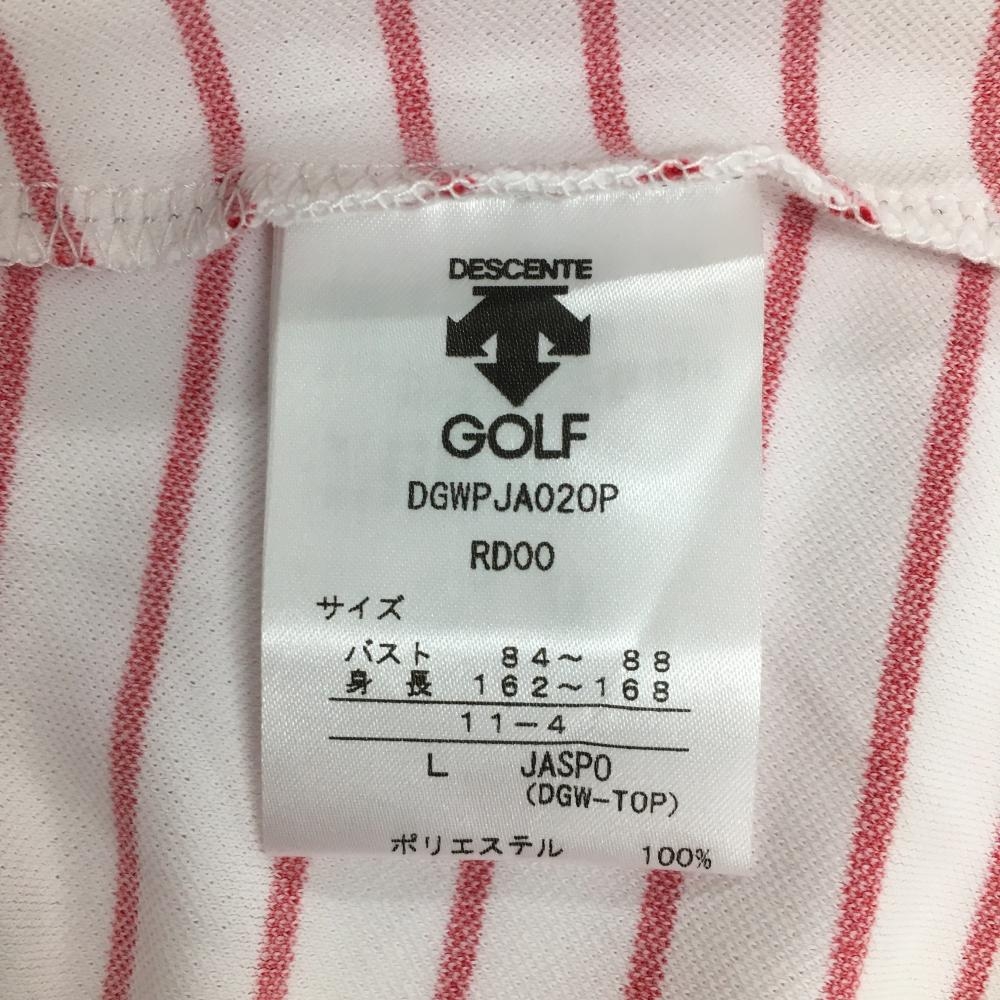 DESCENTE
GOLF
DGWPJA020P
RD00
サイズ
バスト 84～ 88
身 長 162～168
11－4
L JASPO
(DGW-TOP)
ポリエステル 100%